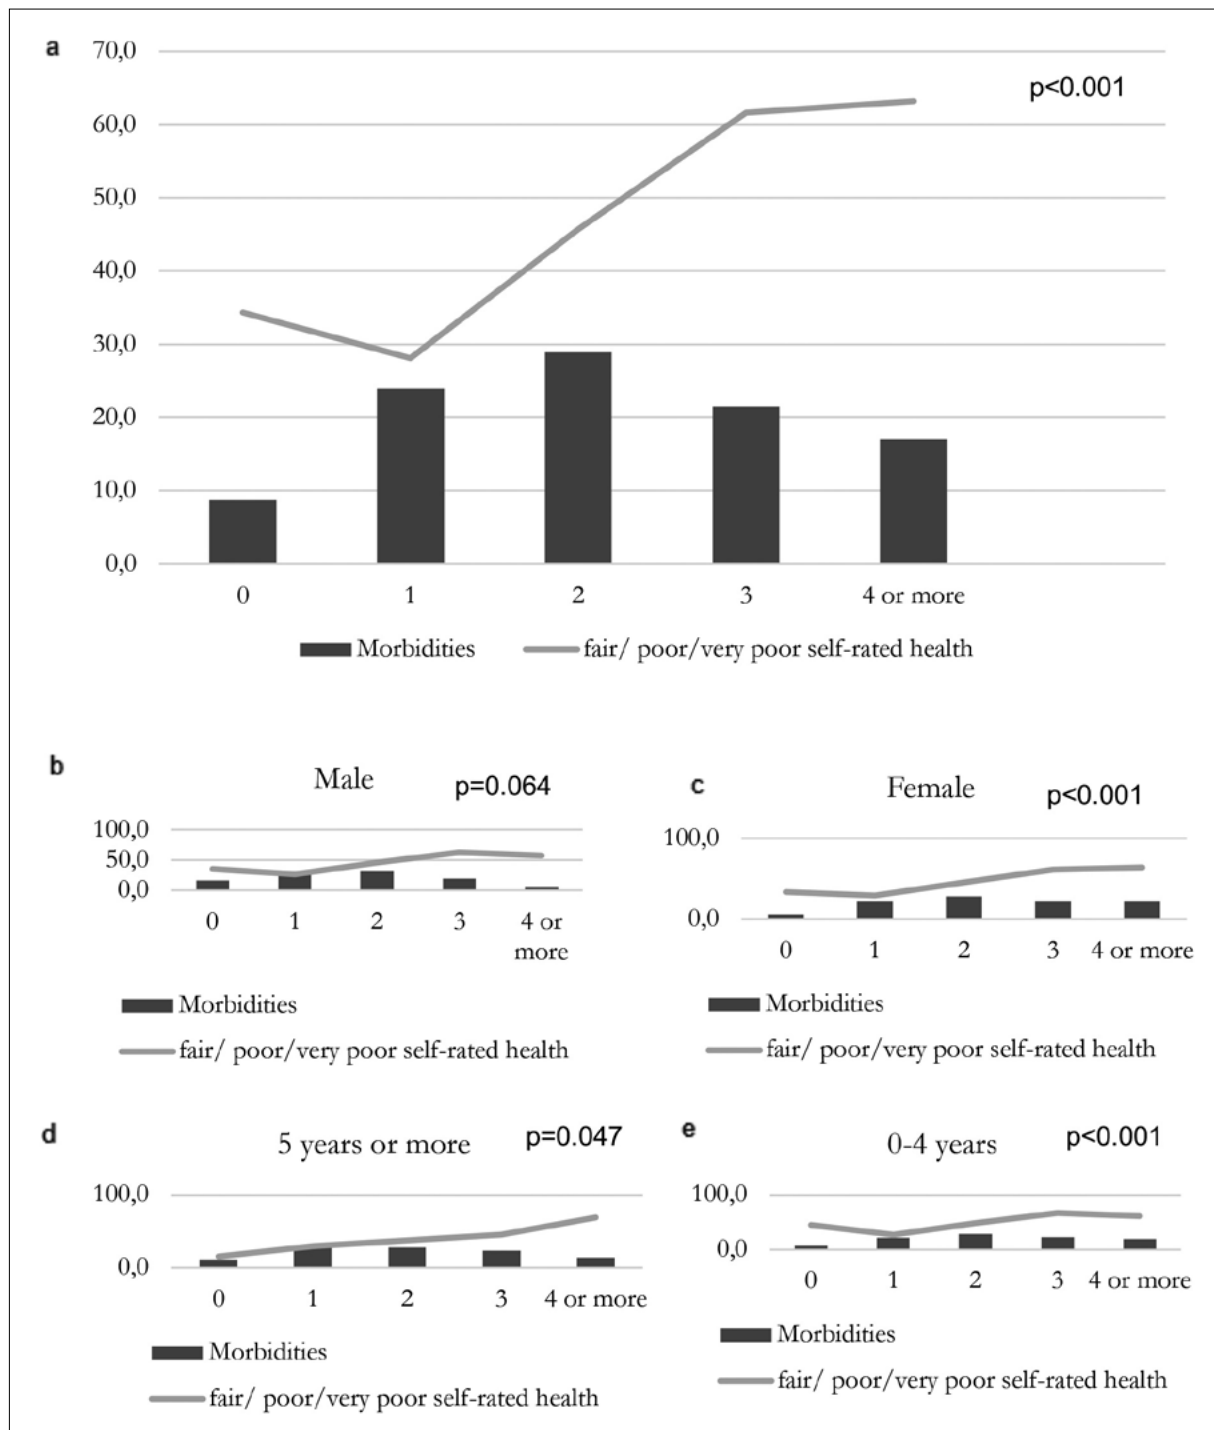 a
70,0
p<0.001
60,0
50,0
40,0
30,0
20,0
10,0
0,0
0 1 2 3 4 or more
Morbidities fair/ poor/very poor self-rated health
b
Male
p=0.064
100,0
50,0
0,0
0 1 2 3 4 or
more
Morbidities
fair/ poor/very poor self-rated health
c
Female
p<0.001
100,0
0,0
0 1 2 3 4 or more
Morbidities
fair/ poor/very poor self-rated health
d
5 years or more
p=0.047
100,0
0,0
0 1 2 3 4 or more
Morbidities
fair/ poor/very poor self-rated health
e
0-4 years
p<0.001
100,0
0,0
0 1 2 3 4 or more
Morbidities
fair/ poor/very poor self-rated health